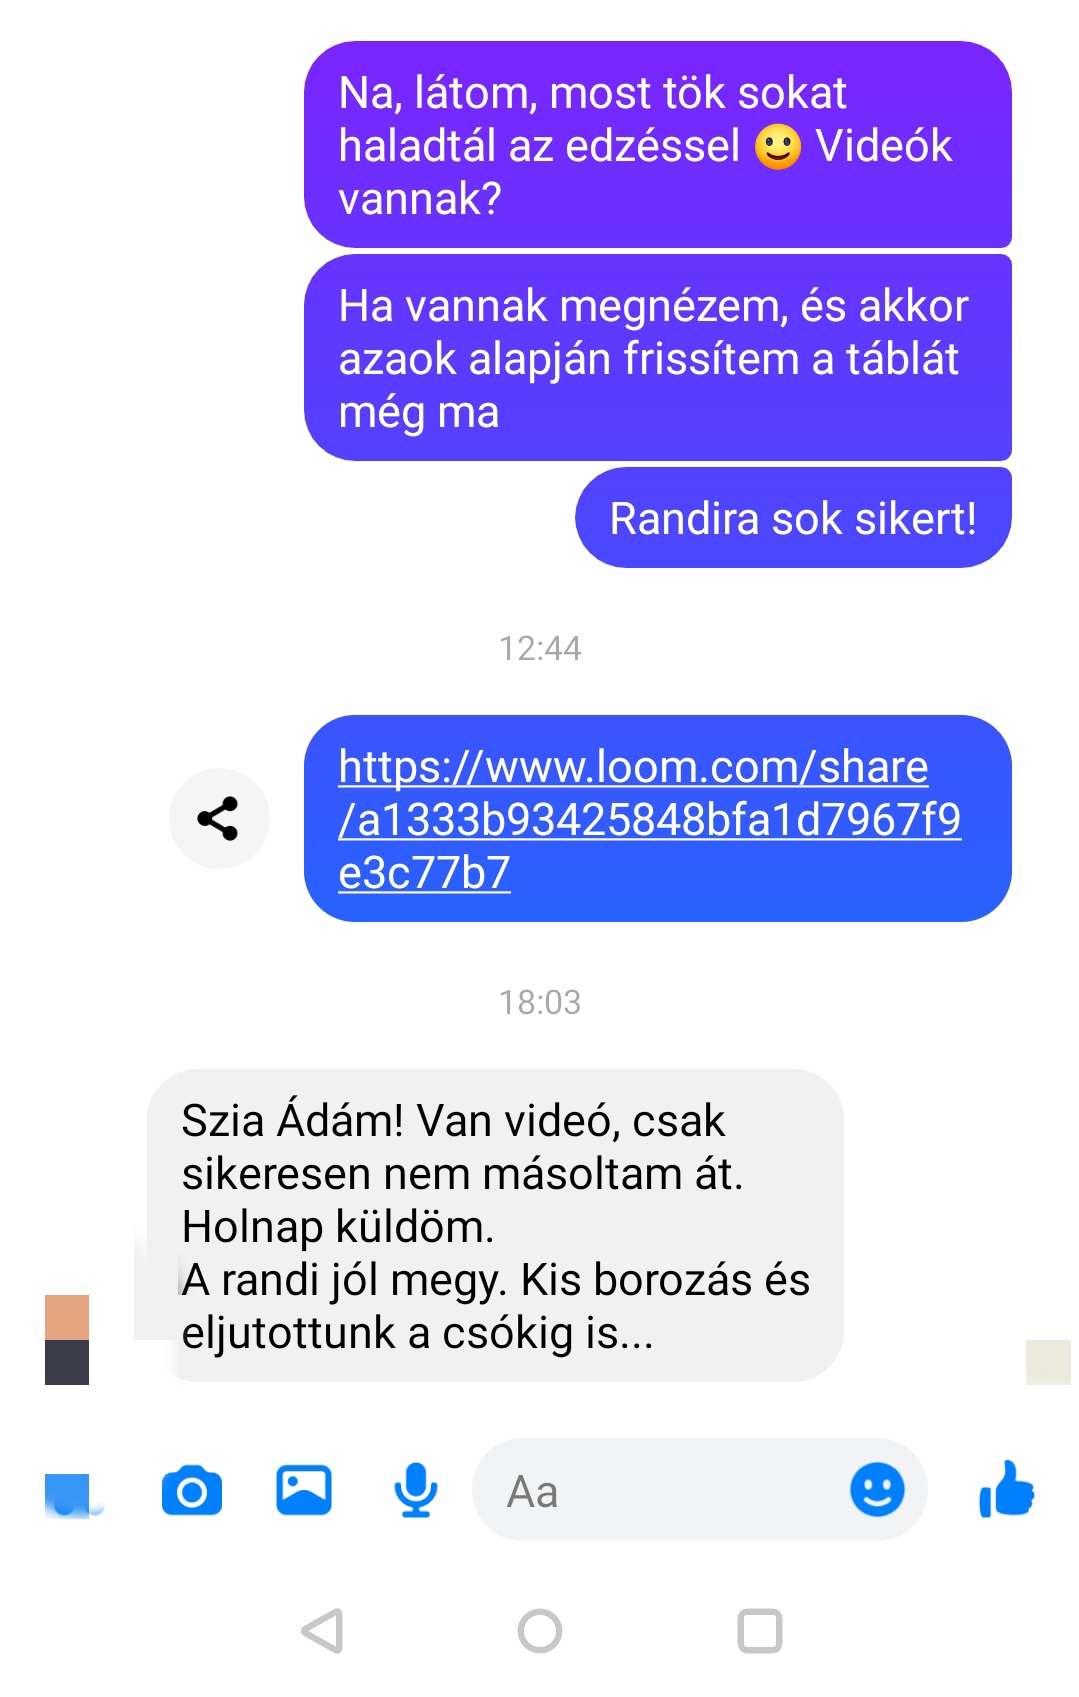 Na, látom, most tök sokat
haladtál az edzéssel 🙂 Videók
vannak?
Ha vannak megnézem, és akkor
azaok alapján frissítem a táblát
még ma
Randira sok sikert!
12:44
https://www.loom.com/share
/a1333b93425848bfa1d7967f9
e3c77b7
18:03
Szia Ádám! Van videó, csak
sikeresen nem másoltam át.
Holnap küldöm.
A randi jól megy. Kis borozás és
eljutottunk a csókig is...
Aa